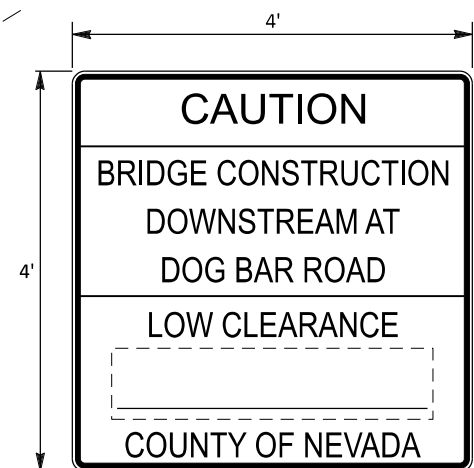 4'
4'
CAUTION
BRIDGE CONSTRUCTION
DOWNSTREAM AT
DOG BAR ROAD
LOW CLEARANCE
COUNTY OF NEVADA